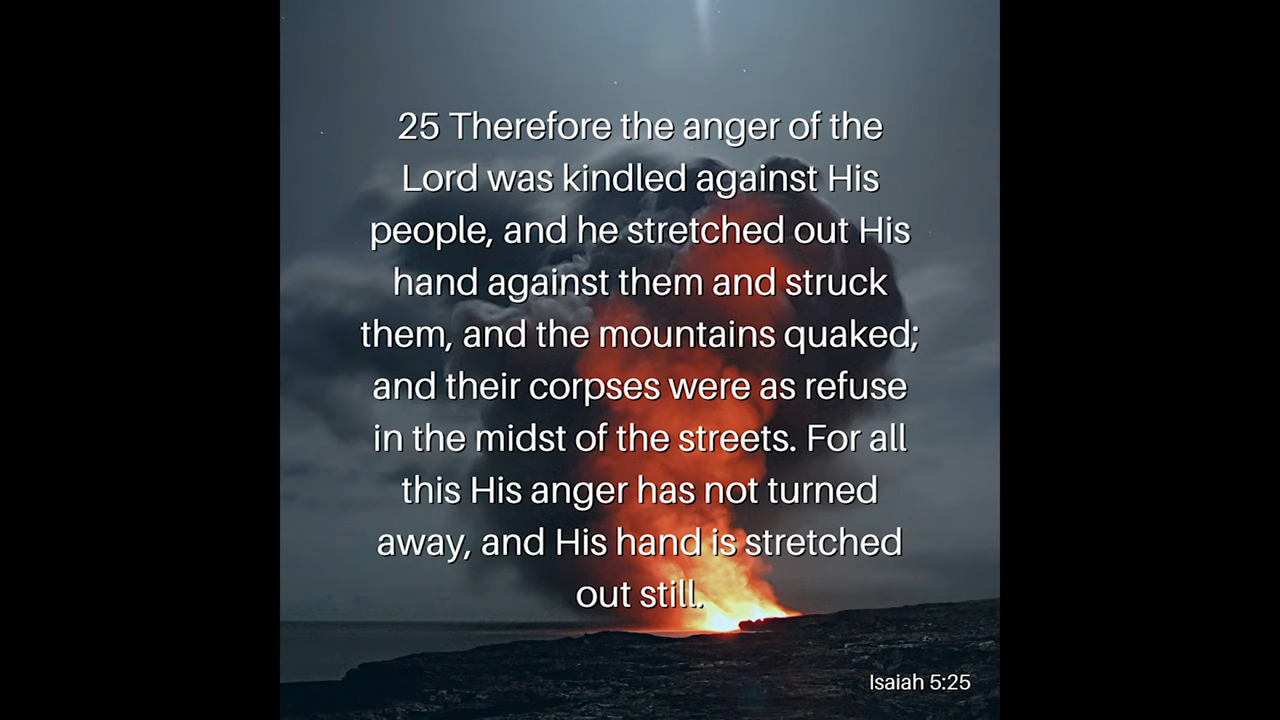 25 Therefore the anger of the
Lord was kindled against His
people, and he stretched out His
hand against them and struck
them, and the mountains quaked;
and their corpses were as refuse
in the midst of the streets. For all
this His anger has not turned
away, and His hand is stretched
out still.
Isaiah 5:25